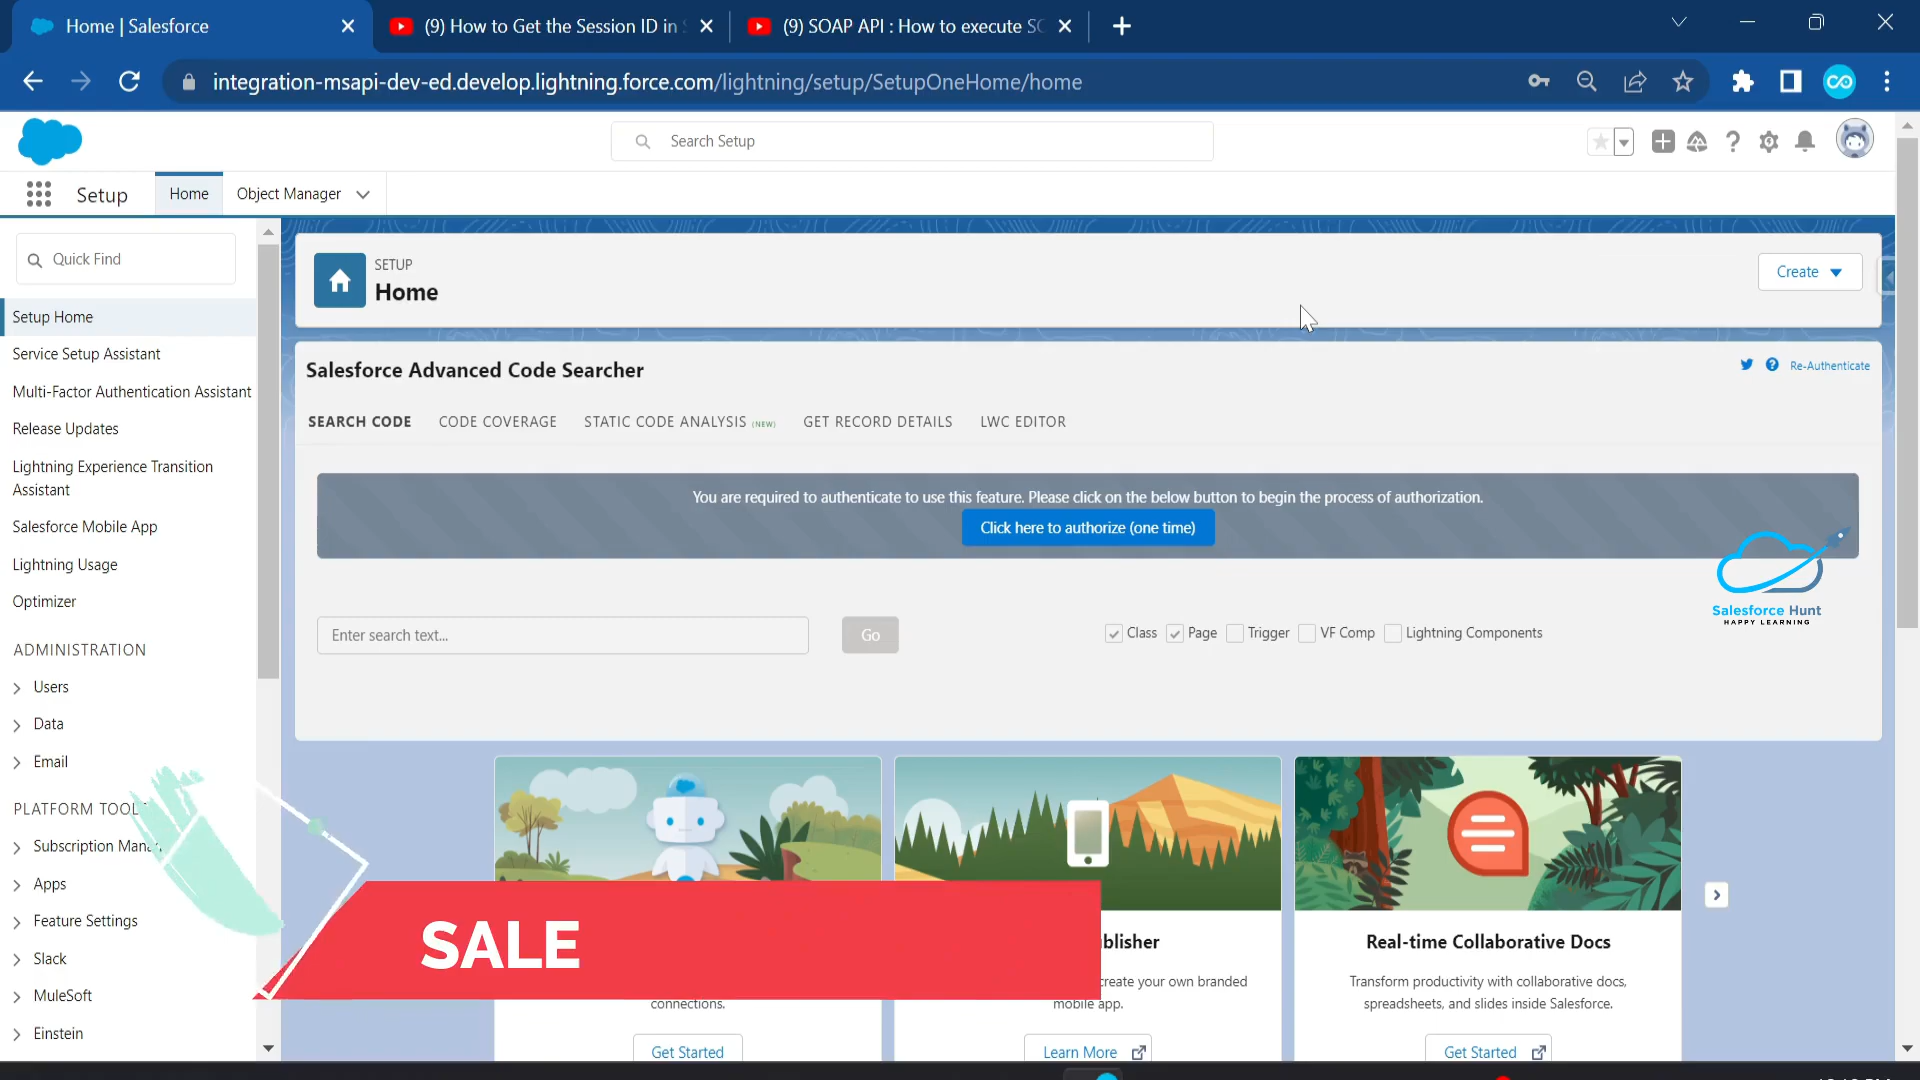 Home | Salesforce
(9) How to Get the Session ID in
(9) SOAP API : How to execute SO
integration-msapi-dev-ed.develop.lightning.force.com/lightning/setup/SetupOneHome/home
Search Setup
Setup
Home
Object Manager
Quick Find
Setup Home
Service Setup Assistant
Multi-Factor Authentication Assistant
Release Updates
Lightning Experience Transition
Assistant
Salesforce Mobile App
Lightning Usage
Optimizer
ADMINISTRATION
Users
Data
Email
PLATFORM TOOL
Subscription Mana
Apps
Feature Settings
Slack
MuleSoft
Einstein
SETUP
Home
Create
Salesforce Advanced Code Searcher
Re-Authenticate
SEARCH CODE
CODE COVERAGE
STATIC CODE ANALYSIS (NEW)
GET RECORD DETAILS
LWC EDITOR
You are required to authenticate to use this feature. Please click on the below button to begin the process of authorization.
Click here to authorize (one time)
Salesforce Hunt
HAPPY LEARNING
Enter search text...
Go
Class
Page
Trigger
VF Comp
Lightning Components
SALE
connections.
Get Started
blisher
create your own branded
mobile app.
Learn More
Real-time Collaborative Docs
Transform productivity with collaborative docs,
spreadsheets, and slides inside Salesforce.
Get Started